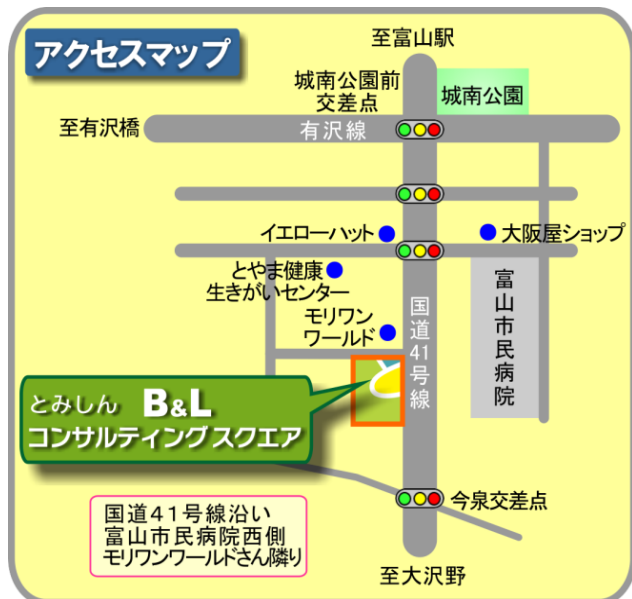 アクセスマップ
至富山駅
城南公園前
交差点
城南公園
至有沢橋
有沢線
イエローハット
大阪屋ショップ
とやま健康
生きがいセンター
モリワン
ワールド
国道41号線
富山市民病院
とみしん B&L
コンサルティングスクエア
今泉交差点
国道41号線沿い
富山市民病院西側
モリワンワールドさん隣り
至大沢野